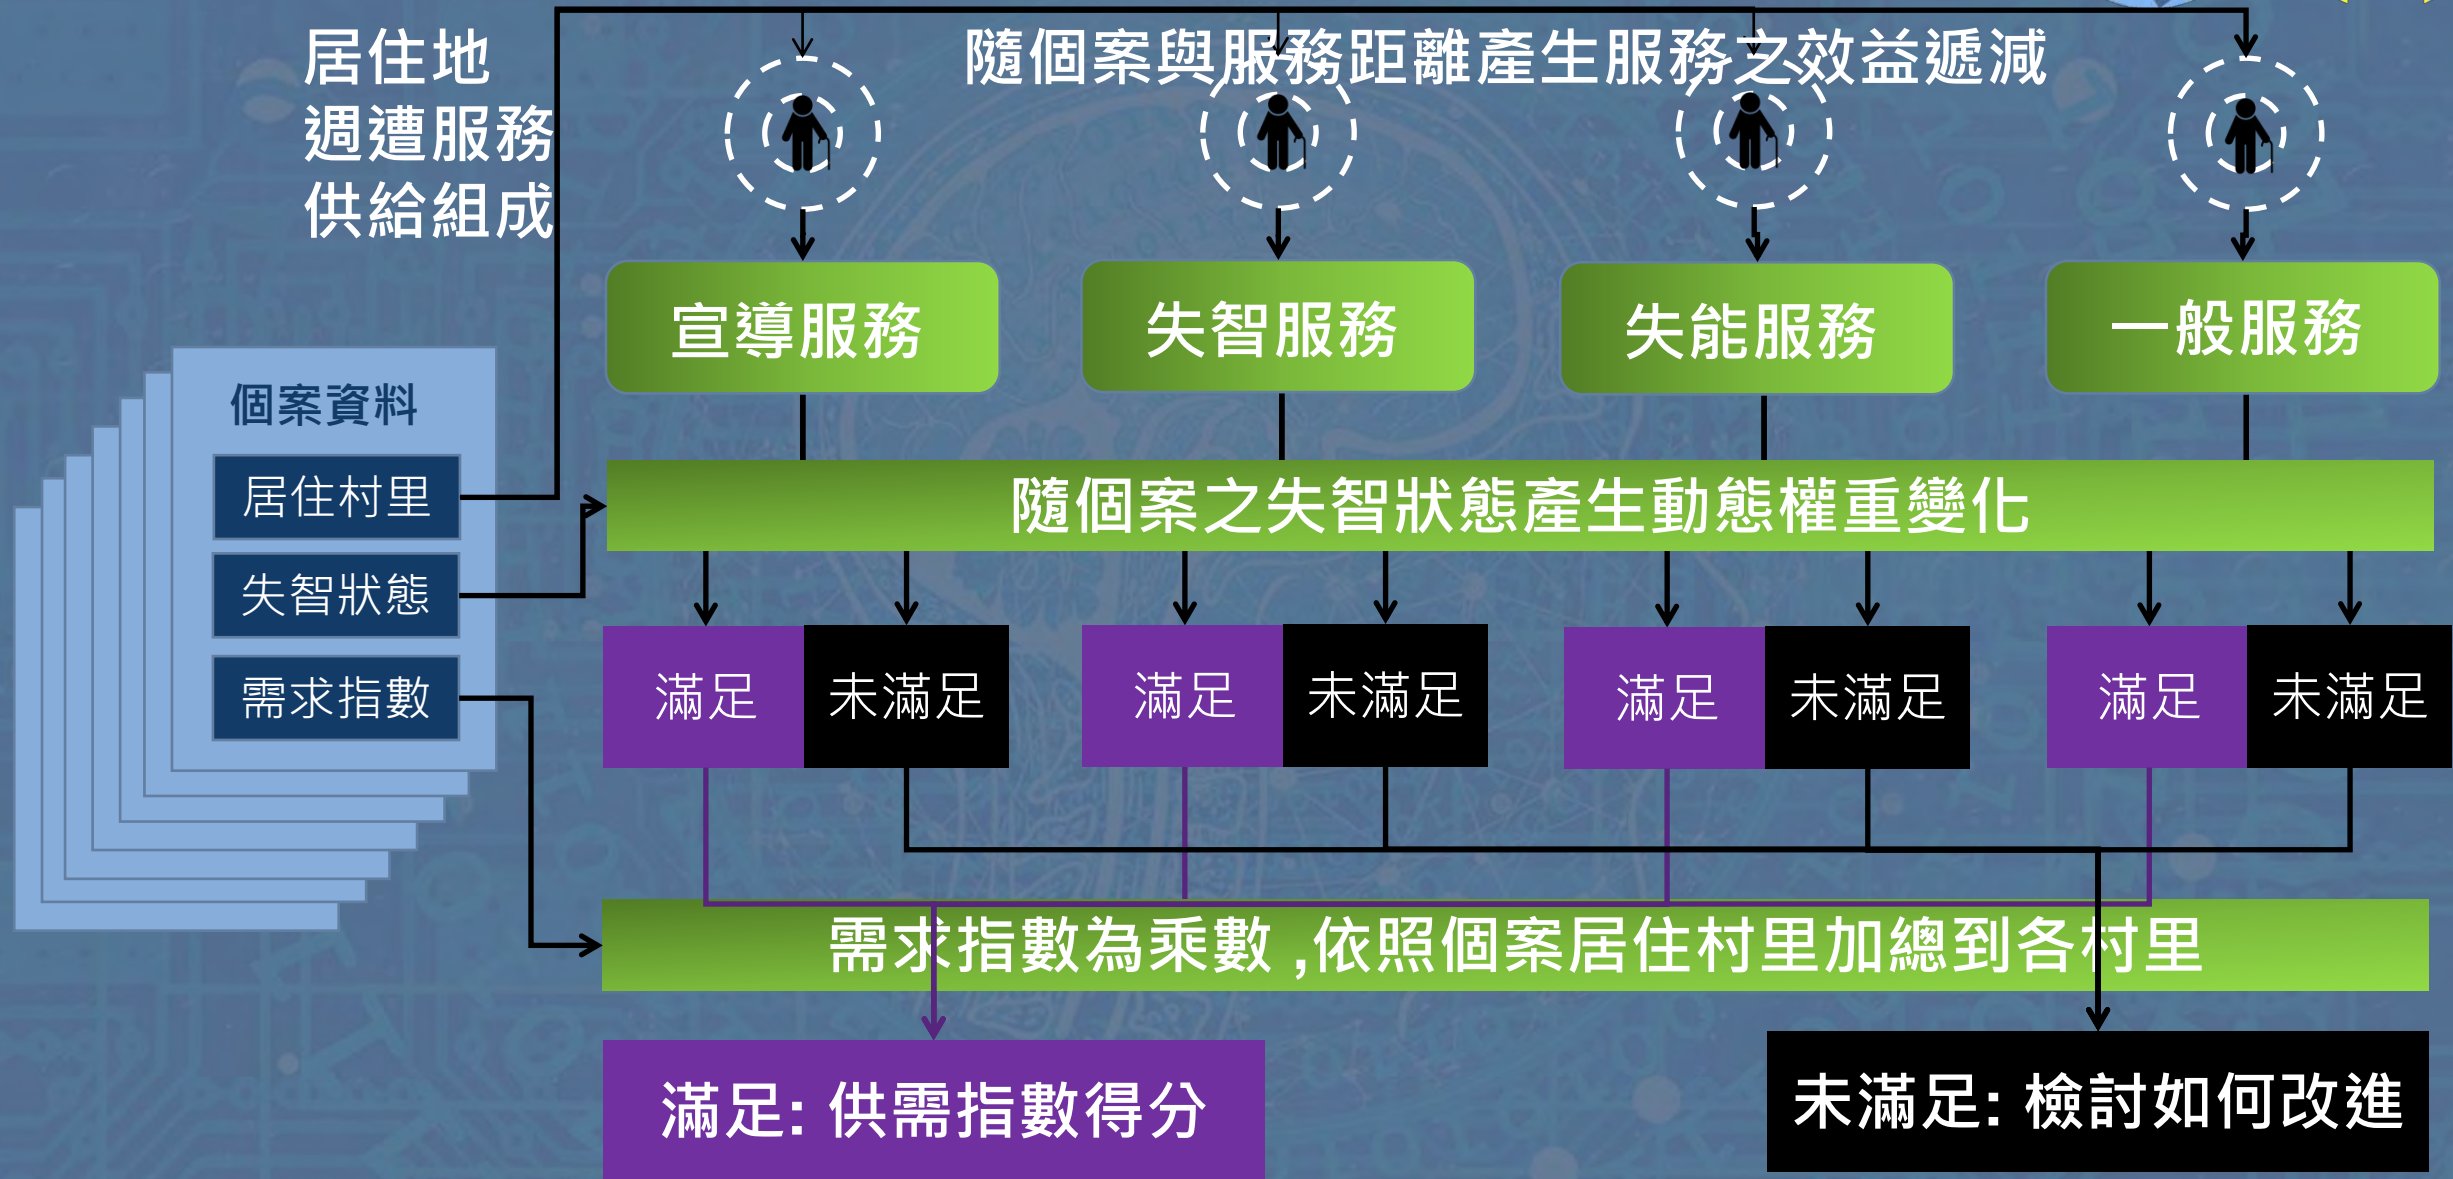 居住地
週遭服務
供給組成
隨個案與服務距離產生服務之效益遞減
宣導服務
失智服務
失能服務
一般服務
個案資料
居住村里
失智狀態
需求指數
隨個案之失智狀態產生動態權重變化
滿足
未滿足
滿足
未滿足
滿足
未滿足
滿足
未滿足
需求指數為乘數 ,依照個案居住村里加總到各村里
滿足: 供需指數得分
未滿足: 檢討如何改進